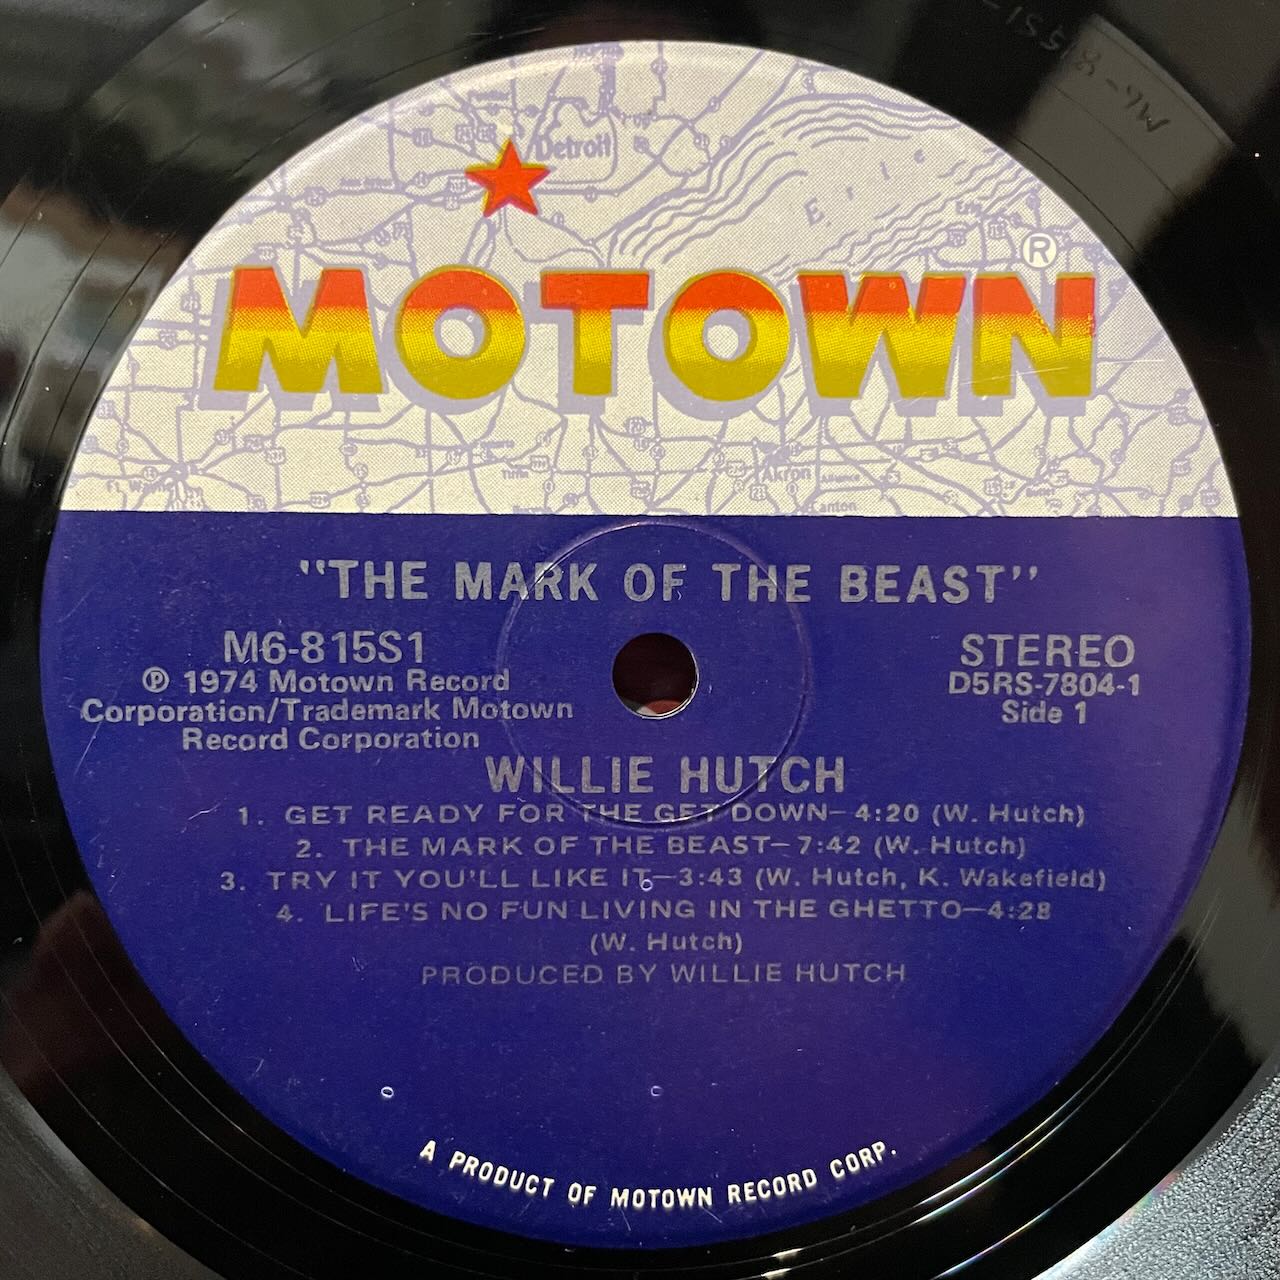 Detroit
Erie
®
MOTOWN
Akron
Canton
"THE MARK OF THE BEAST"
M6-815S1
℗ 1974 Motown Record
Corporation/Trademark Motown
Record Corporation
STEREO
D5RS-7804-1
Side 1
WILLIE HUTCH
1. GET READY FOR THE GET DOWN—4:20 (W. Hutch)
2. THE MARK OF THE BEAST—7:42 (W. Hutch)
3. TRY IT YOU'LL LIKE IT—3:43 (W. Hutch, K. Wakefield)
4. LIFE'S NO FUN LIVING IN THE GHETTO—4:28
(W. Hutch)
PRODUCED BY WILLIE HUTCH
A PRODUCT OF MOTOWN RECORD CORP.